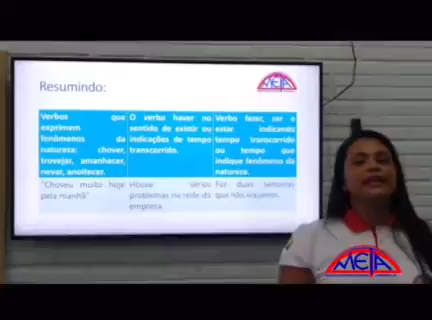 Resumindo:
META
Verbos que
exprimem
fenômenos da
natureza: chover,
trovejar, amanhacer,
nevar, anoitecer.
O verbo haver no
sentido de existir ou
indicações de tempo
transcorrido.
Verbo fazer, ser e
estar indicando
tempo transcorrido
ou tempo que
indique fenômeno da
natureza.
"Choveu muito hoje
pela manhã"
Houve vários
problemas na rede da
empresa.
Faz duas semanas
que não viajamos.
META